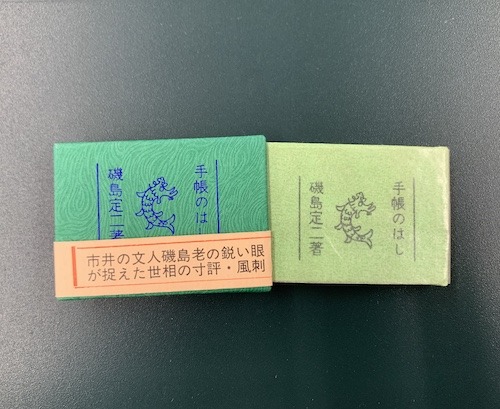 手帳のはし
磯島定二著
市井の文人磯島老の鋭い眼
が捉えた世相の寸評・風刺
手帳のはし
磯島定二著